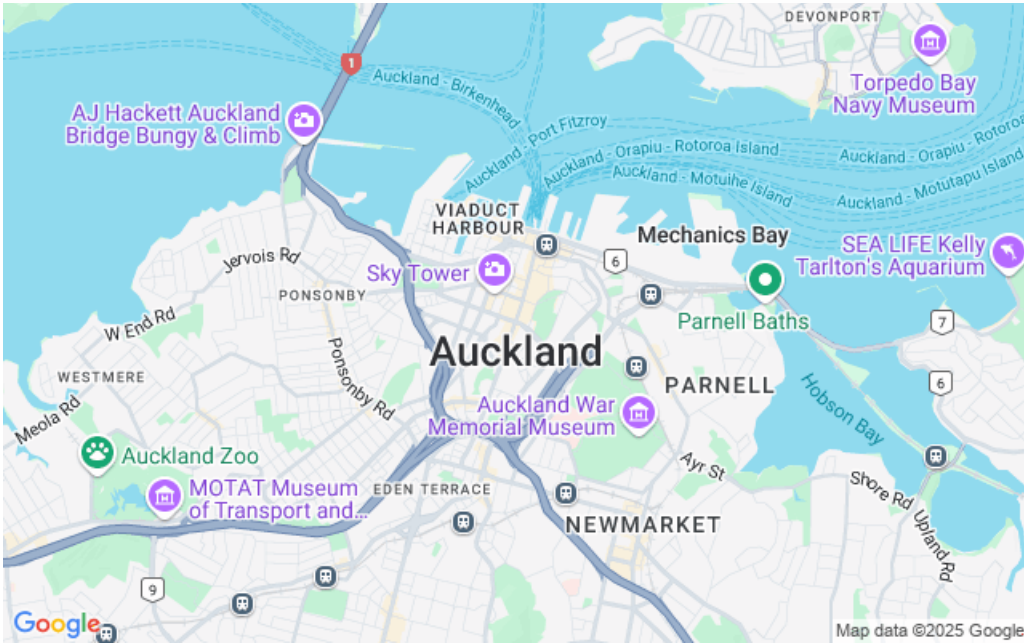 DEVONPORT
1
Torpedo Bay
Navy Museum
Auckland - Birkenhead
AJ Hackett Auckland
Bridge Bungy & Climb
Auckland - Port Fitzroy
Auckland - Orapiu - Rotoroa Island
Auckland - Orapiu - Rotoroa
Auckland - Motuihe Island
Auckland - Motutapu Island
VIADUCT
HARBOUR
Mechanics Bay
SEA LIFE Kelly
Tarlton's Aquarium
Jervois Rd
6
Sky Tower
PONSONBY
W End Rd
Parnell Baths
7
Auckland
Ponsonby Rd
WESTMERE
PARNELL
6
Meola Rd
Auckland War
Memorial Museum
Hobson Bay
Auckland Zoo
Ayr St
MOTAT Museum
of Transport and...
EDEN TERRACE
Shore Rd
NEWMARKET
Upland Rd
9
Google
Map data ©2025 Google